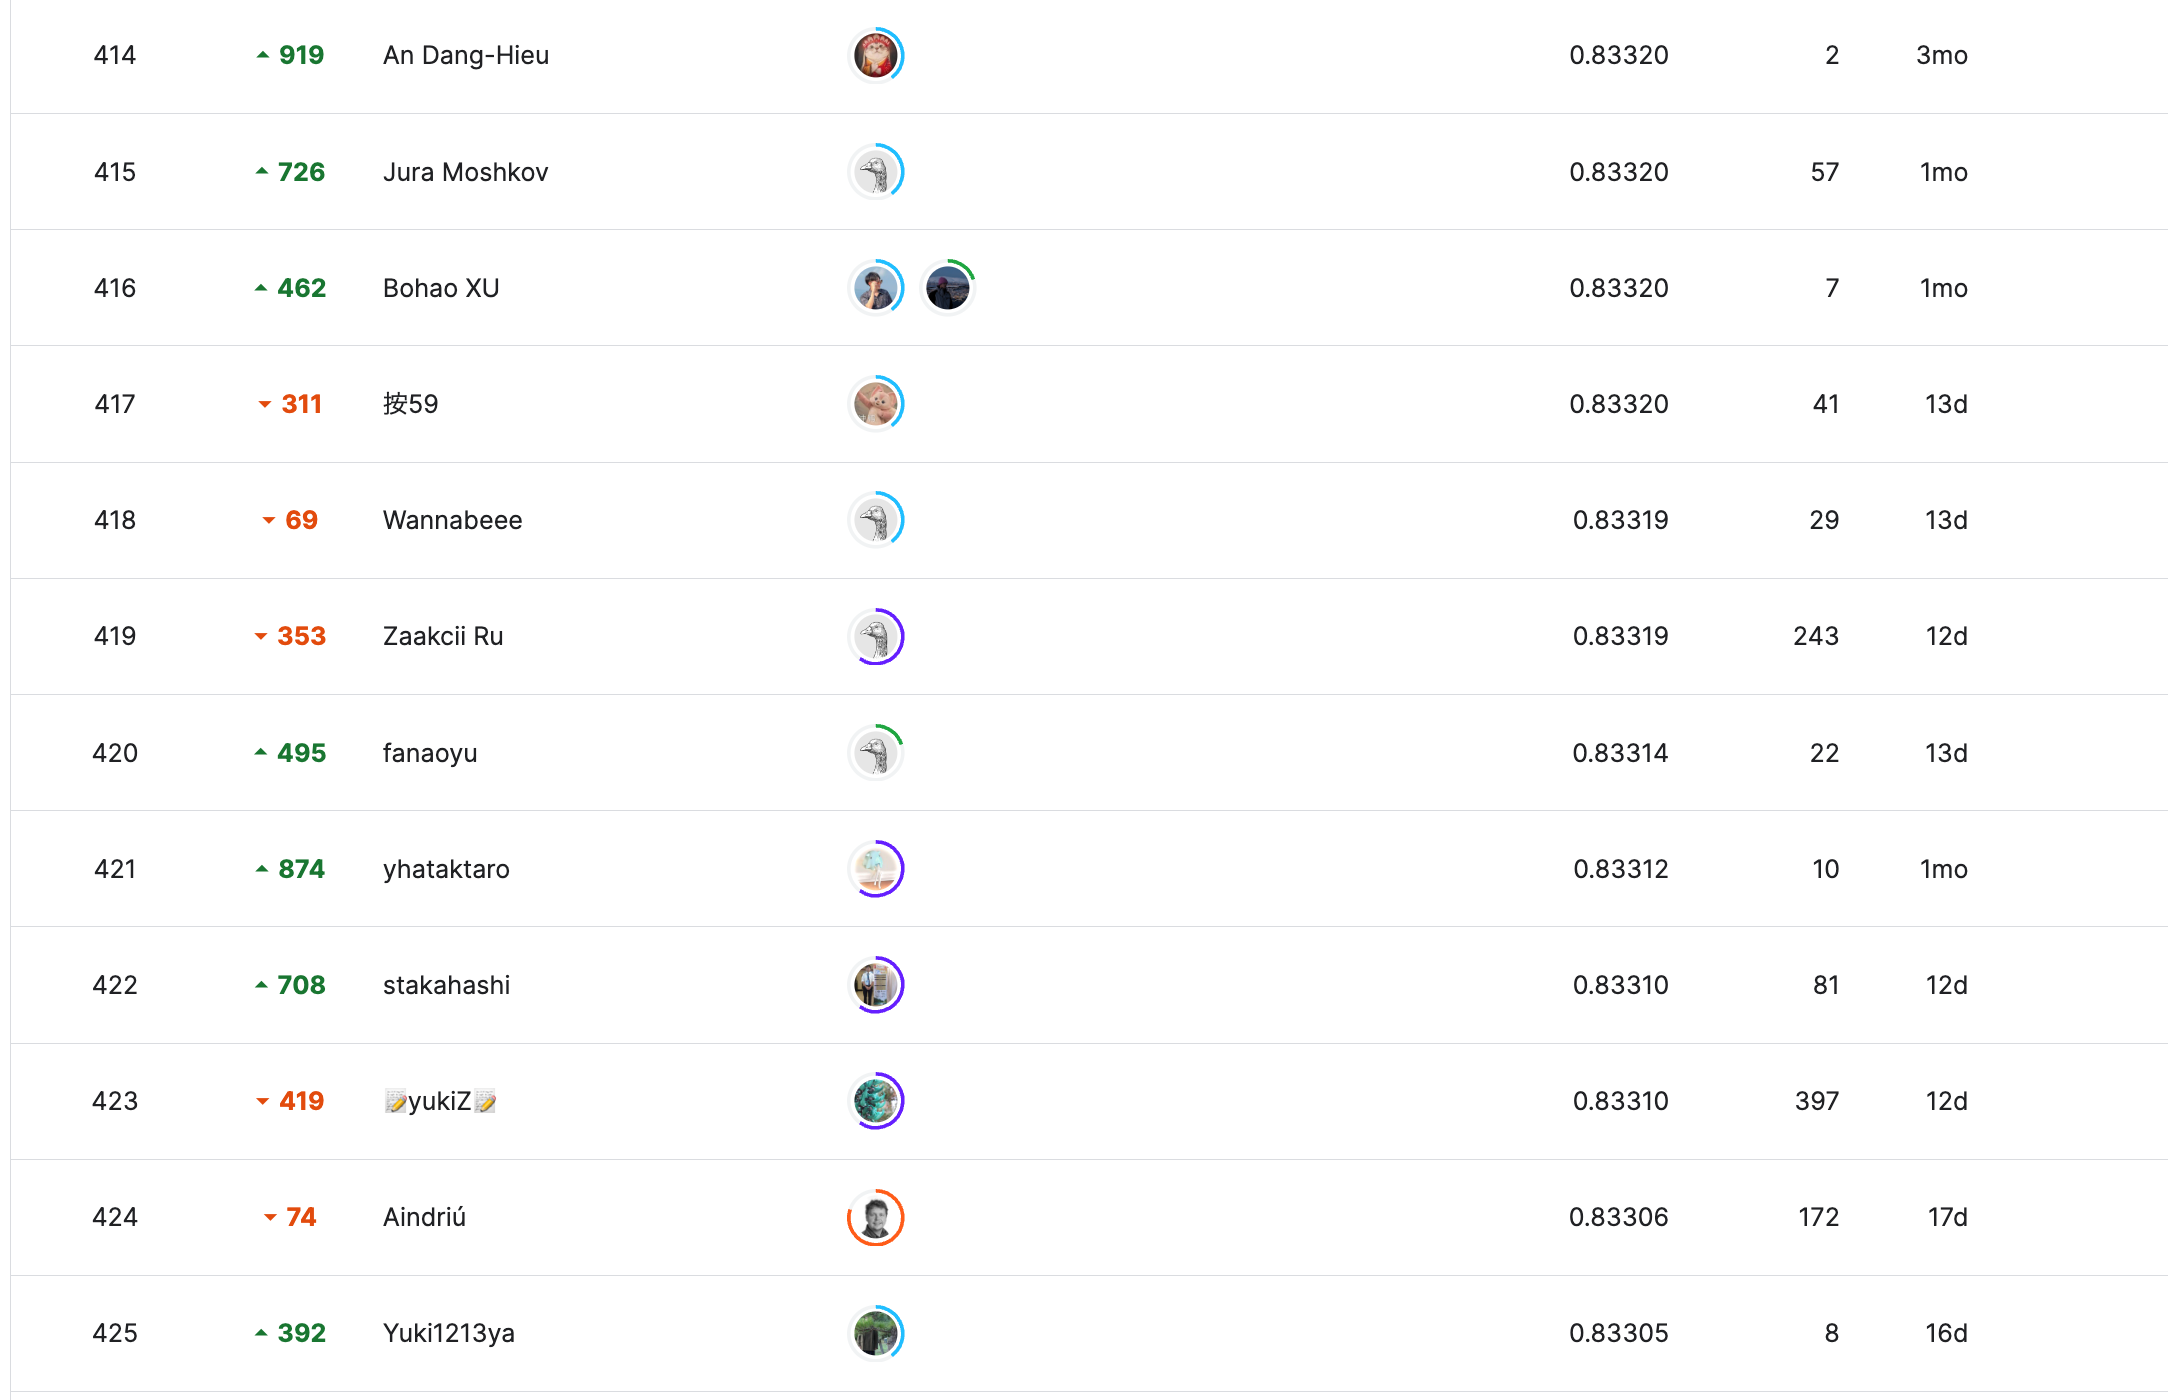 414 919 An Dang-Hieu 0.83320 2 3mo
415 726 Jura Moshkov 0.83320 57 1mo
416 462 Bohao XU 0.83320 7 1mo
417 311 按59 0.83320 41 13d
418 69 Wannabeee 0.83319 29 13d
419 353 Zaakcii Ru 0.83319 243 12d
420 495 fanaoyu 0.83314 22 13d
421 874 yhataktaro 0.83312 10 1mo
422 708 stakahashi 0.83310 81 12d
423 419 📝yukiZ📝 0.83310 397 12d
424 74 Aindriú 0.83306 172 17d
425 392 Yuki1213ya 0.83305 8 16d